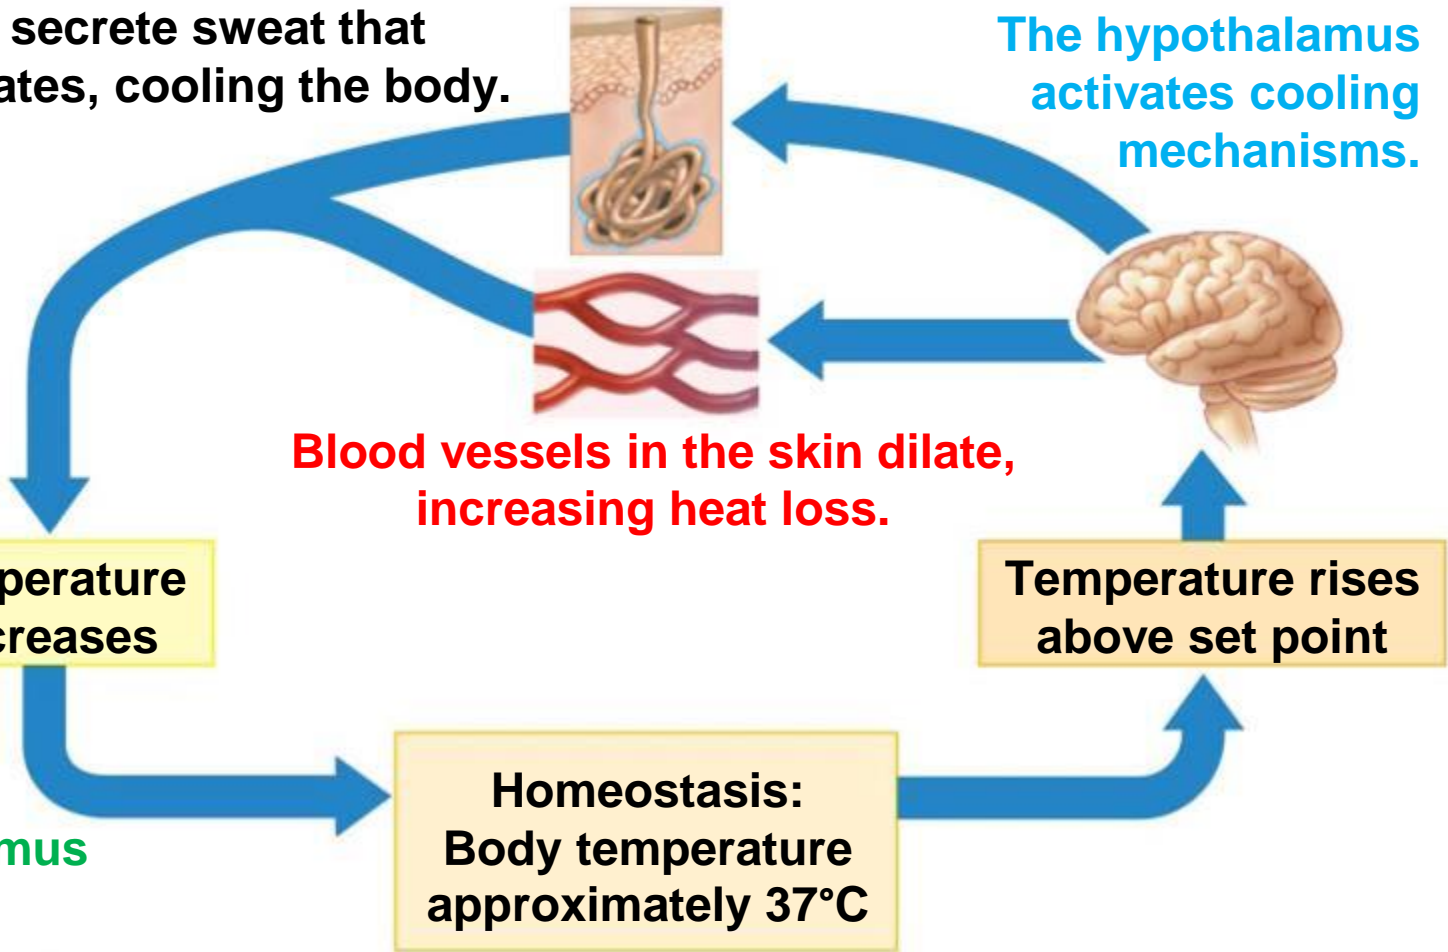 secrete sweat that
ates, cooling the body.
The hypothalamus
activates cooling
mechanisms.
Blood vessels in the skin dilate,
increasing heat loss.
perature
creases
Temperature rises
above set point
Homeostasis:
Body temperature
approximately 37°C
mus